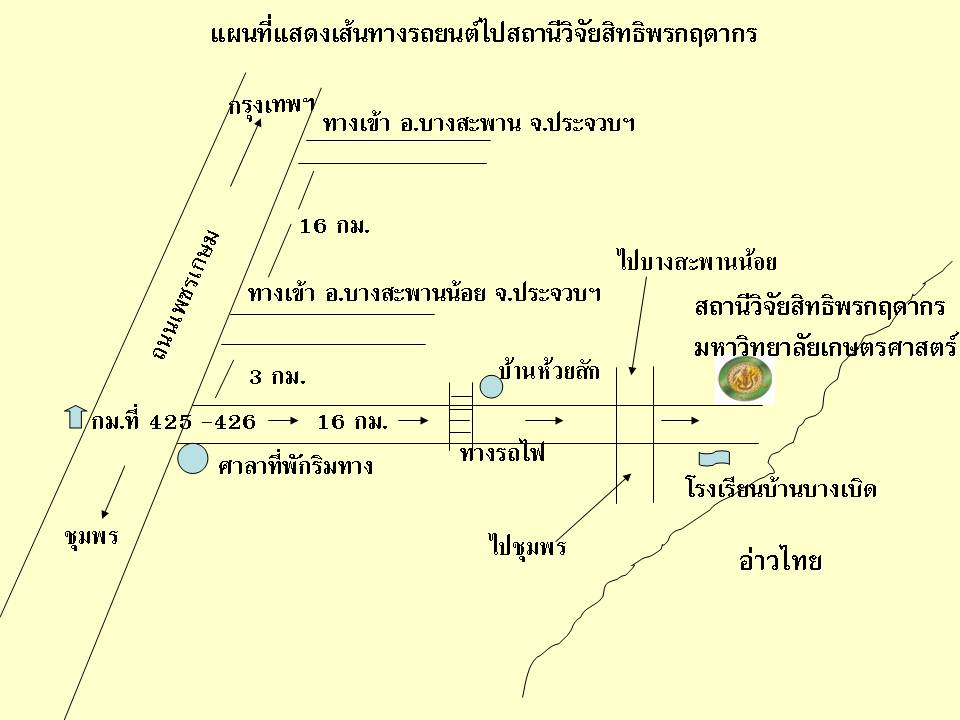 แผนที่แสดงเส้นทางรถยนต์ไปสถานีวิจัยสิทธิพรกฤดากร
กรุงเทพฯ
ทางเข้า อ.บางสะพาน จ.ประจวบฯ
16 กม.
ถนนเพชรเกษม
ไปบางสะพานน้อย
ทางเข้า อ.บางสะพานน้อย จ.ประจวบฯ
สถานีวิจัยสิทธิพรกฤดากร
มหาวิทยาลัยเกษตรศาสตร์
3 กม.
บ้านห้วยสัก
กม.ที่ 425 -426
16 กม.
ทางรถไฟ
ศาลาที่พักริมทาง
โรงเรียนบ้านบางเบิด
ชุมพร
ไปชุมพร
อ่าวไทย